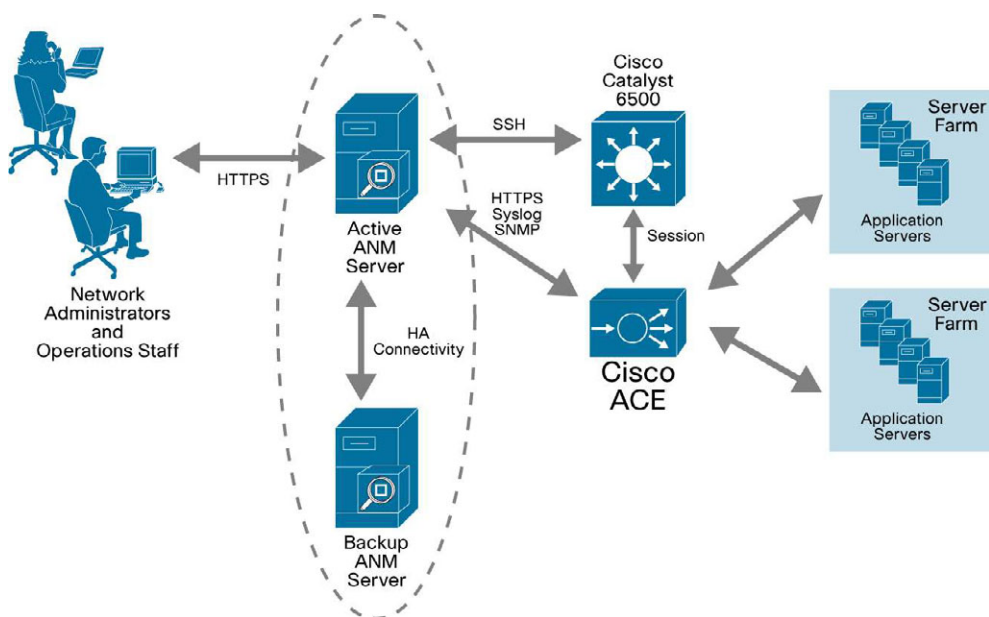 Network
Administrators
and
Operations Staff
HTTPS
Active
ANM
Server
HA
Connectivity
Backup
ANM
Server
SSH
HTTPS
Syslog
SNMP
Cisco
Catalyst
6500
Session
Cisco
ACE
Server
Farm
Application
Servers
Server
Farm
Application
Servers